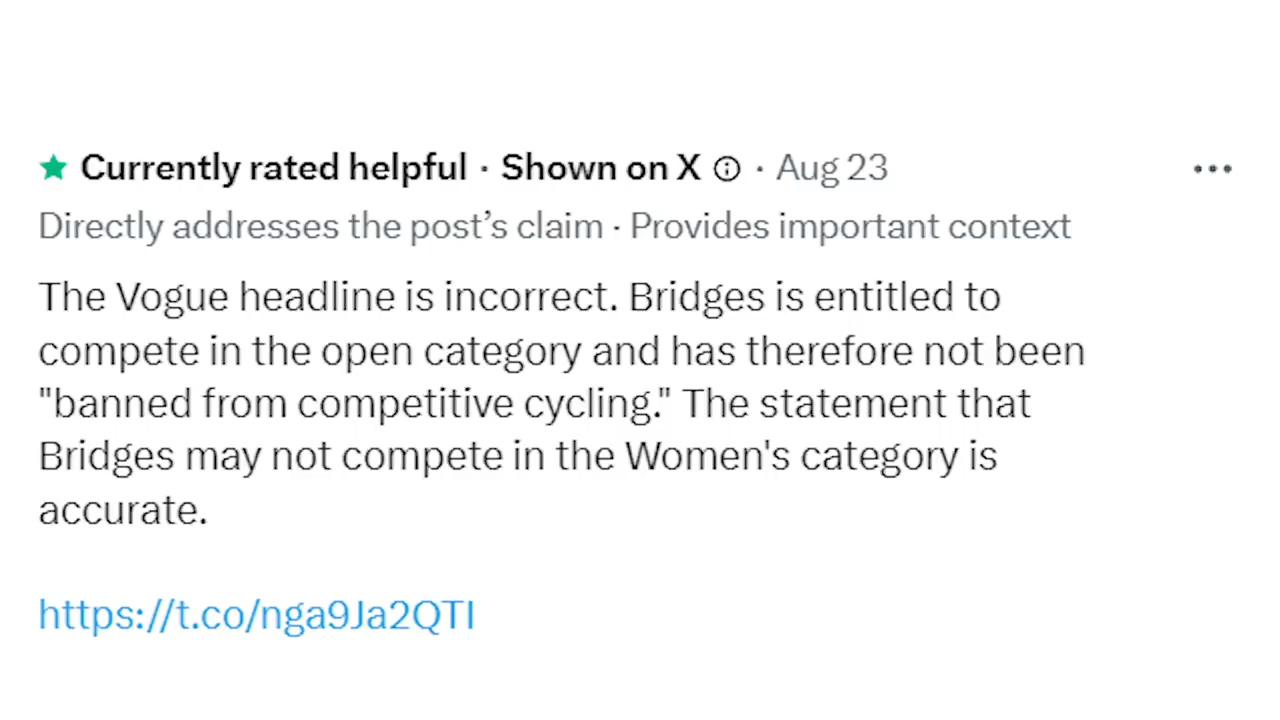 ★ Currently rated helpful · Shown on X ⓘ · Aug 23 •••
Directly addresses the post’s claim · Provides important context
The Vogue headline is incorrect. Bridges is entitled to
compete in the open category and has therefore not been
"banned from competitive cycling." The statement that
Bridges may not compete in the Women's category is
accurate.
https://t.co/nga9Ja2QTI